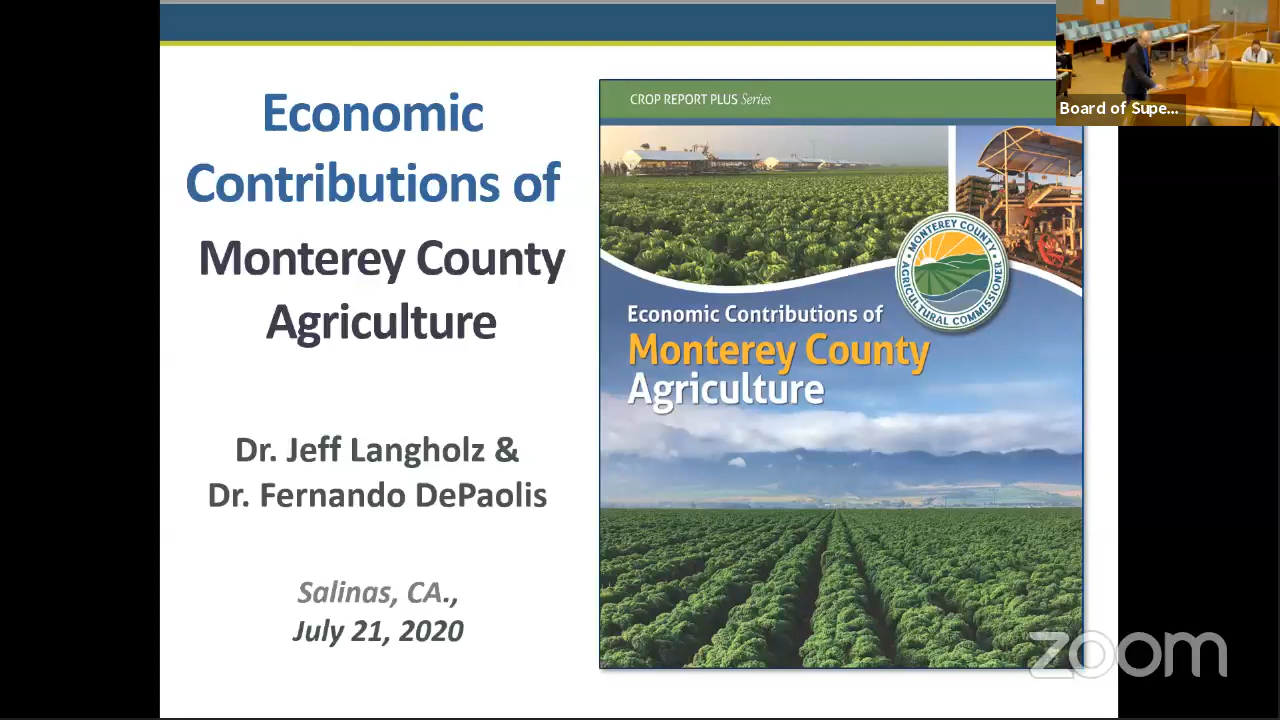 Economic
Contributions of
Monterey County
Agriculture
Dr. Jeff Langholz &
Dr. Fernando DePaolis
Salinas, CA.,
July 21, 2020
CROP REPORT PLUS Series
MONTEREY COUNTY
AGRICULTURAL COMMISSIONER
Economic Contributions of
Monterey County
Agriculture
Board of Supe...
zoom